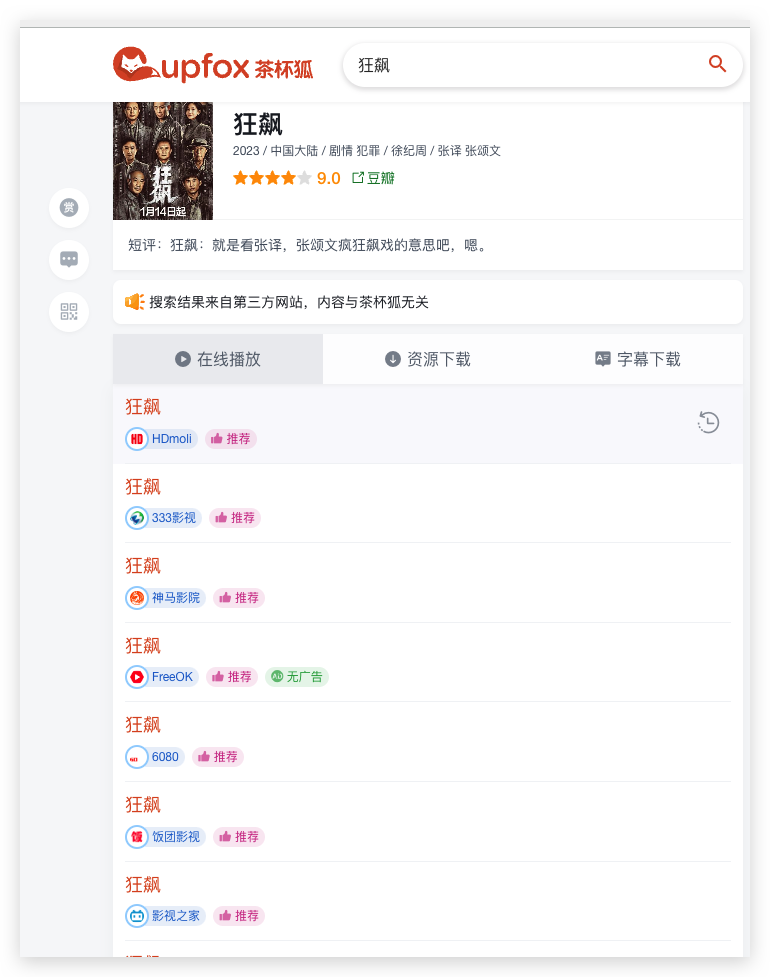 cupfox 茶杯狐
狂飙
狂飙
1月14日起
狂飙
2023 / 中国大陆 / 剧情 犯罪 / 徐纪周 / 张译 张颂文
9.0 豆瓣
赏
短评：狂飙：就是看张译，张颂文疯狂飙戏的意思吧，嗯。
搜索结果来自第三方网站，内容与茶杯狐无关
在线播放 资源下载 字幕下载
狂飙
HD HDmoli 推荐
狂飙
333影视 推荐
狂飙
神马影院 推荐
狂飙
FreeOK 推荐 AD 无广告
狂飙
6080 推荐
狂飙
饭团影视 推荐
狂飙
影视之家 推荐